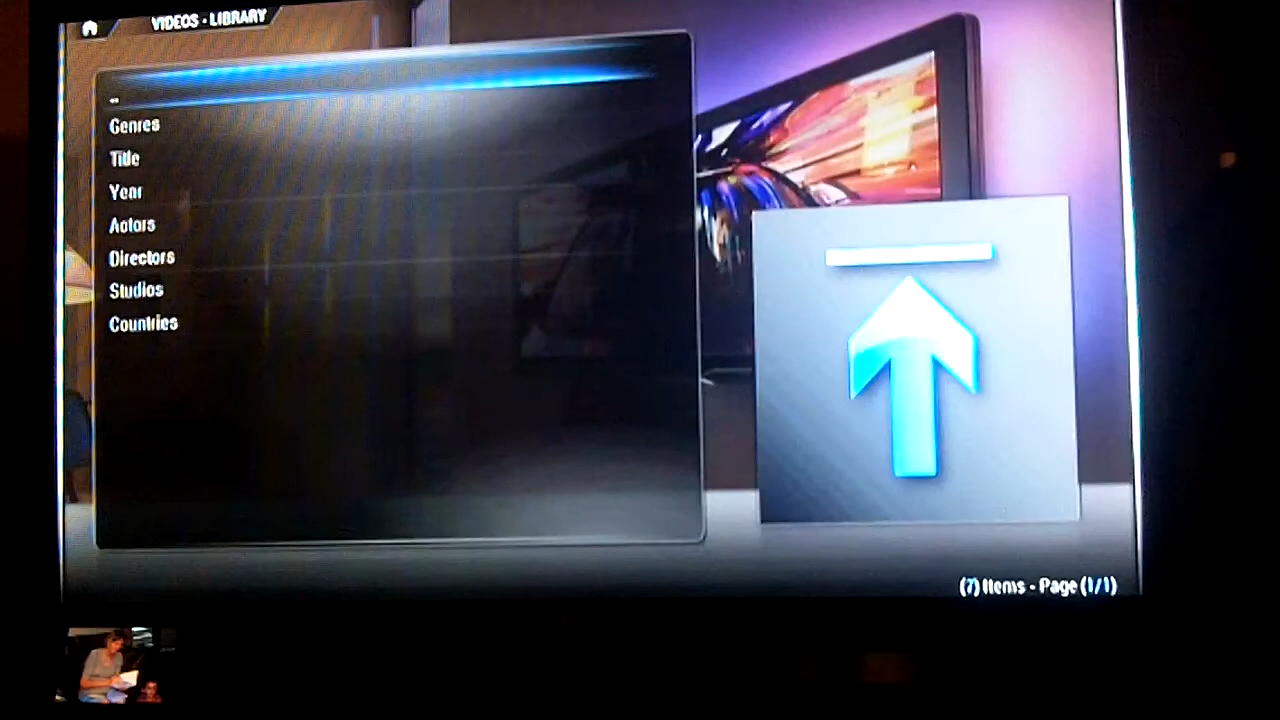 VIDEOS - LIBRARY
..
Genres
Title
Year
Actors
Directors
Studios
Countries
(7) Items - Page (1/1)